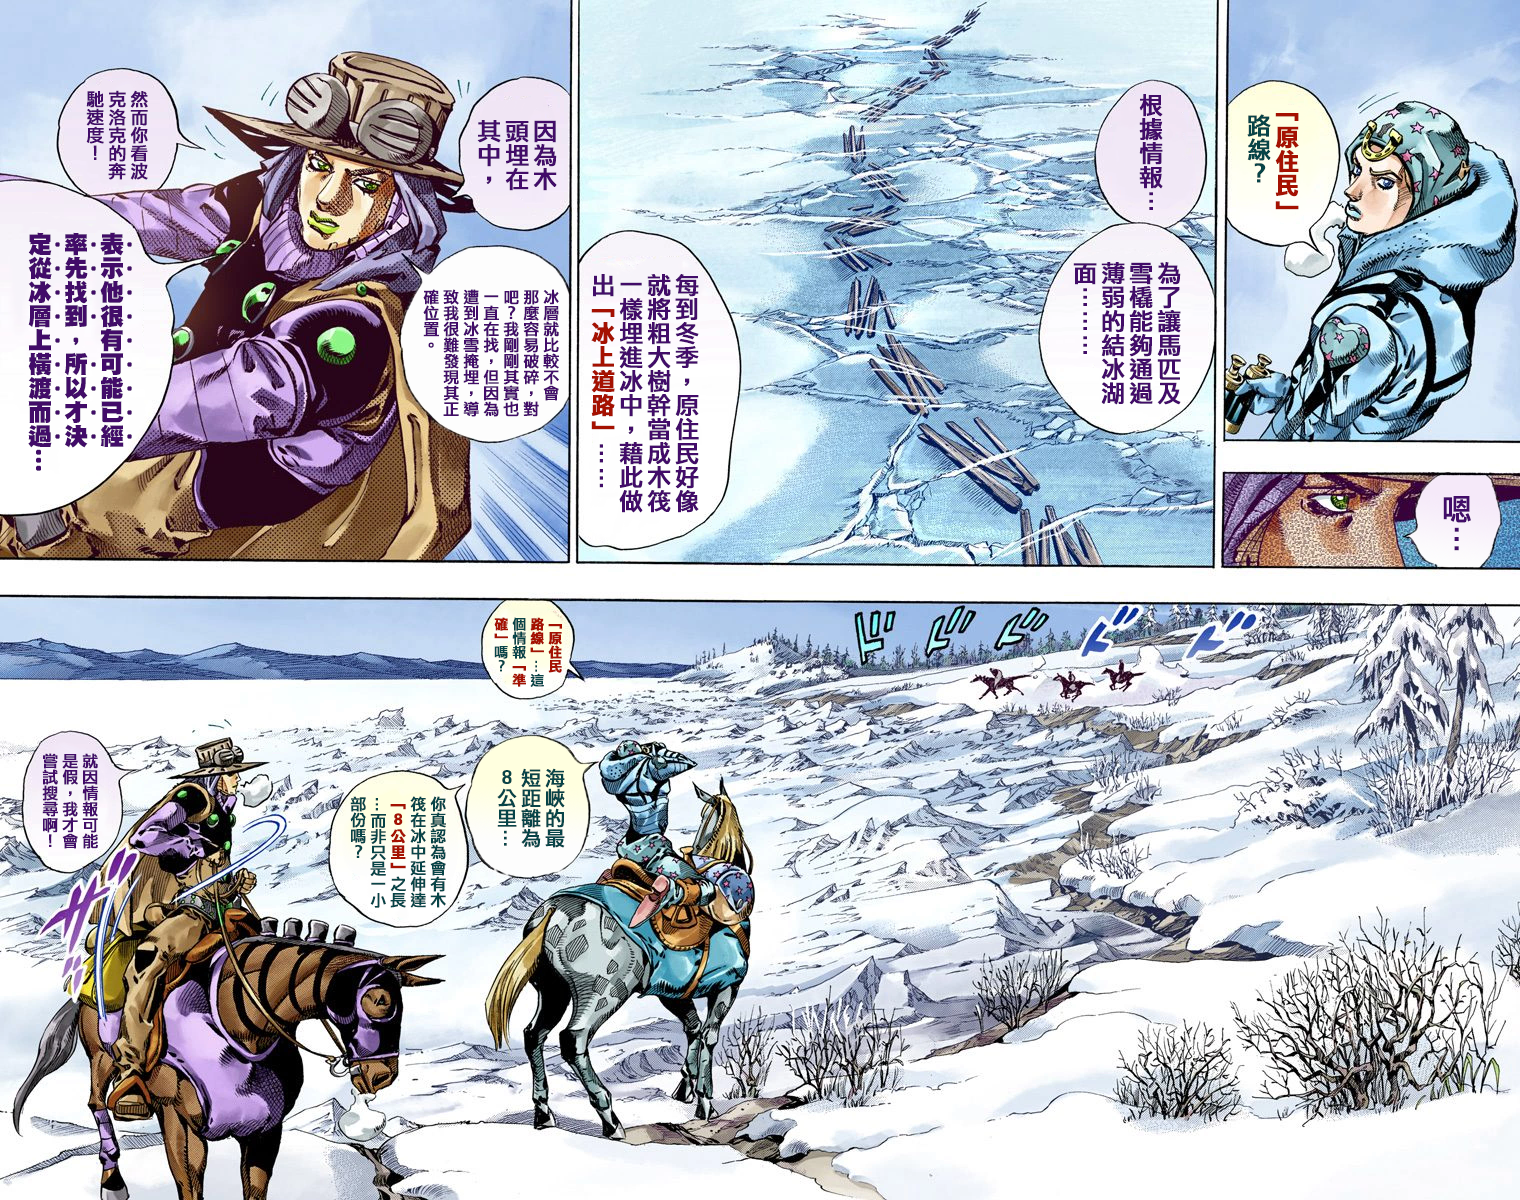 「原住民」
路線？
嗯…
根據情報…
為了讓馬匹及
雪橇能夠通過
薄弱的結冰湖
面………
每到冬季，原住民好像
就將粗大樹幹當成木筏
一樣埋進冰中，藉此做
出「冰上道路」……
因為木
頭埋在
其中，
冰層就比較不會
那麼容易破碎，對
吧？我剛剛其實也
一直在找，但因為
遭到冰雪掩埋，導
致我很難發現其正
確位置。
然而你看波
克洛克的奔
馳速度！
表示他很有可能已經
率先找到，所以才決
定從冰層上橫渡而過…
ドドドドド
「原住民
路線」…這
個情報「準
確」嗎？
海峽的最
短距離為
8公里…
你真認為會有木
筏在冰中延伸達
「8公里」之長
…而非只是一小
部份嗎？
就因情報可能
是假，我才會
嘗試搜尋啊！
ザッ